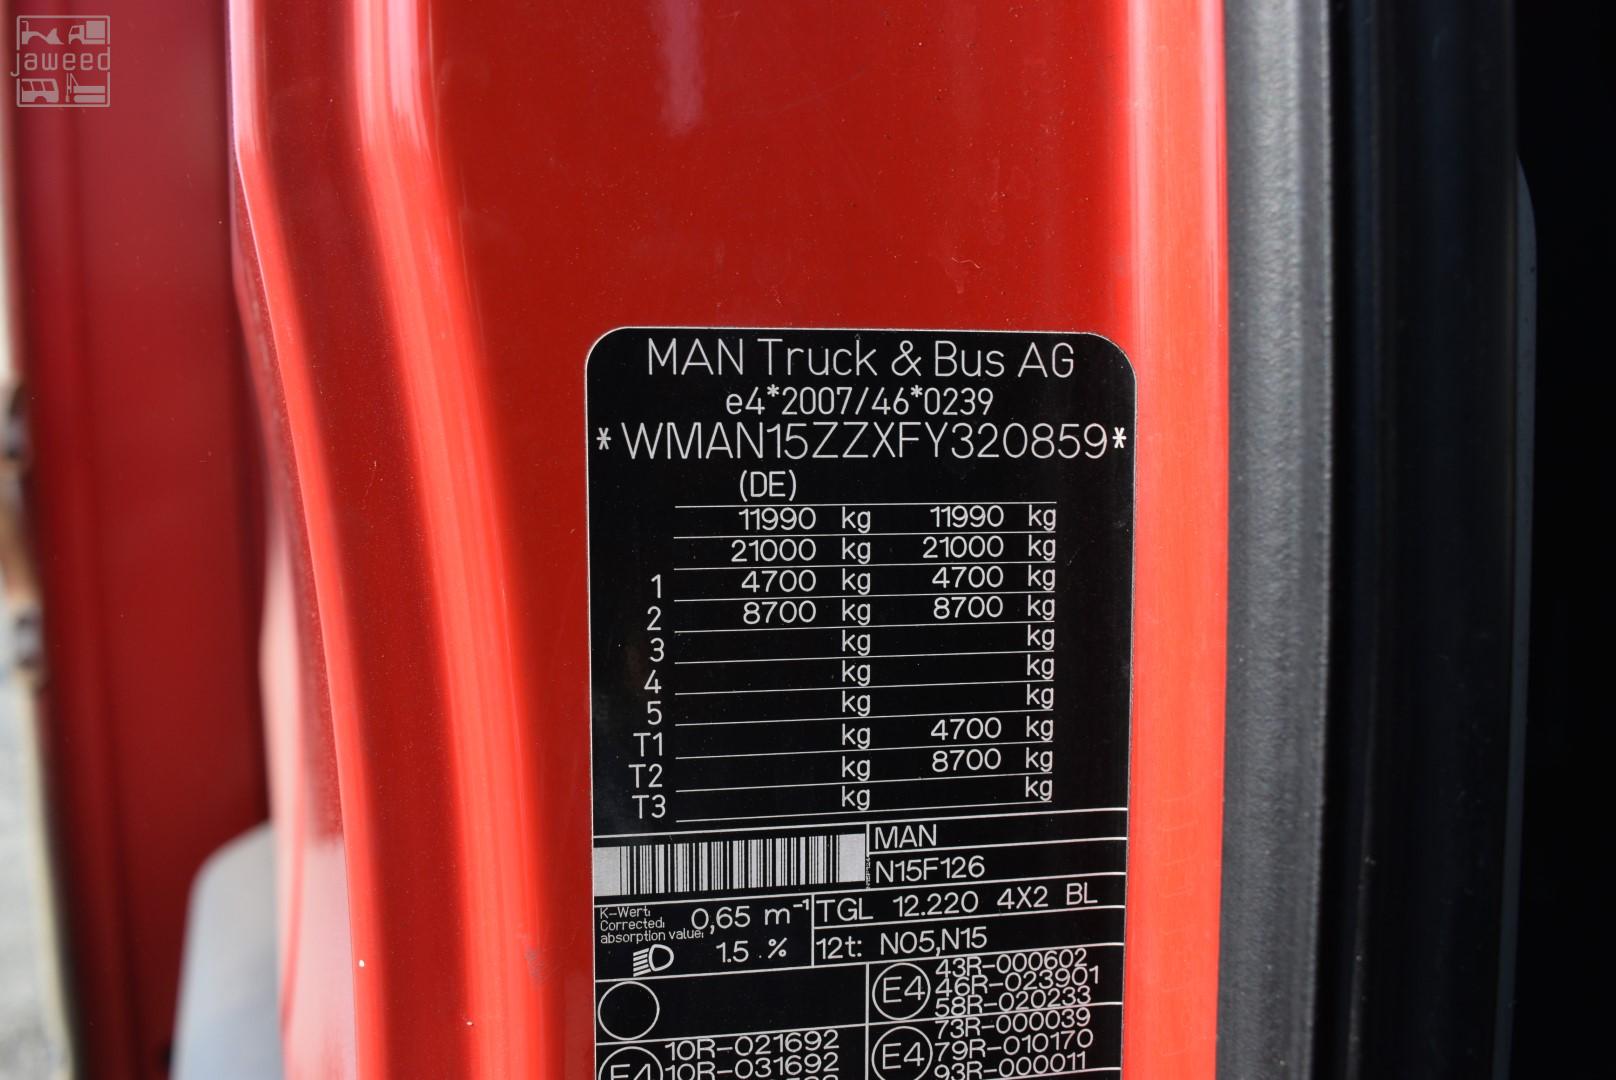 jaweed
MAN Truck & Bus AG
e4*2007/46*0239
*WMAN15ZZXFY320859*
(DE)
11990 kg 11990 kg
21000 kg 21000 kg
1 4700 kg 4700 kg
2 8700 kg 8700 kg
3 kg kg
4 kg kg
5 kg kg
T1 kg 4700 kg
T2 kg 8700 kg
T3 kg kg
MAN
N15F126
K-Wert:
Corrected:
absorption value:
0,65 m⁻¹
TGL 12.220 4X2 BL
1.5 .%
12t: N05,N15
E4
43R-000602
46R-023901
58R-020233
E4
73R-000039
79R-010170
93R-000011
E4
10R-021692
10R-031692